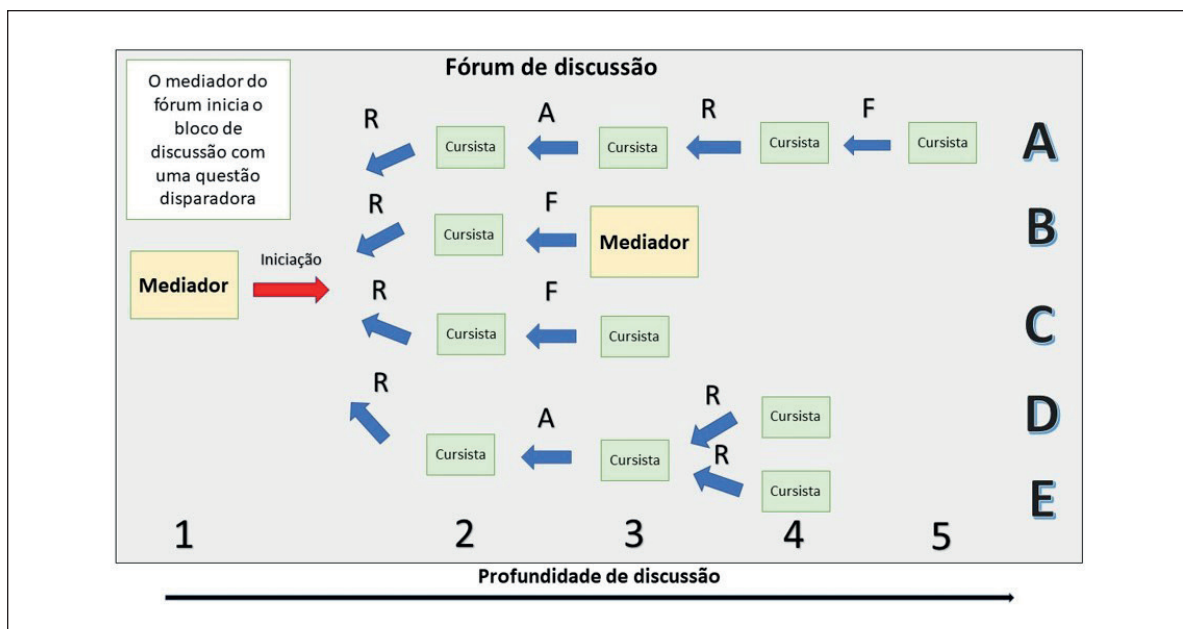 O mediador do
fórum inicia o
bloco de
discussão com
uma questão
disparadora
Fórum de discussão
R
A
R
F
Cursista
Cursista
Cursista
Cursista
A
R
F
Cursista
Mediador
B
Mediador
Iniciação
R
F
Cursista
Cursista
C
R
A
R
Cursista
D
Cursista
Cursista
R
Cursista
E
1
2
3
4
5
Profundidade de discussão